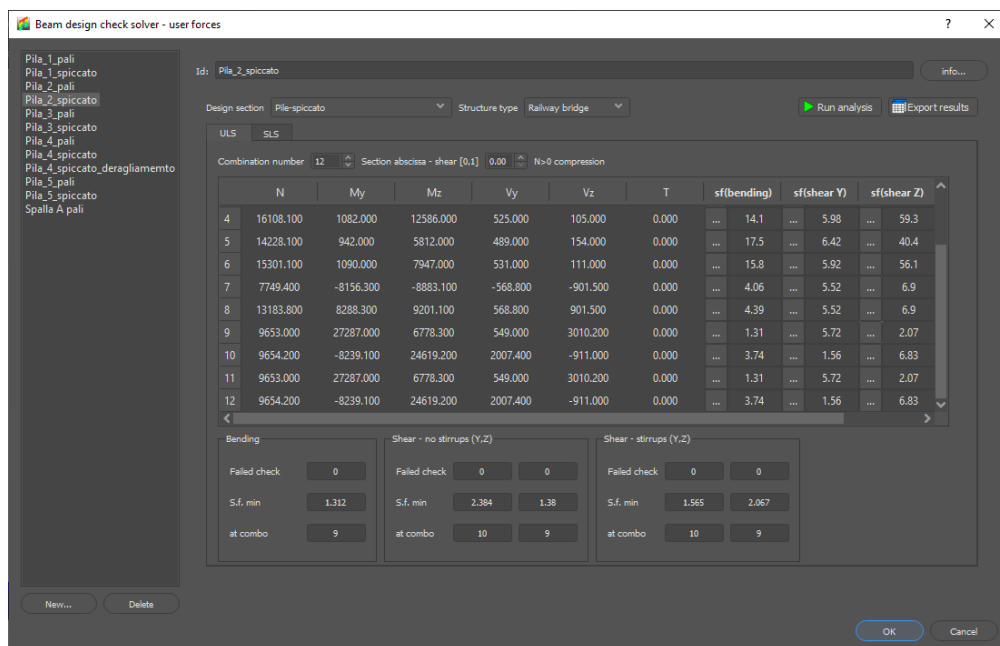 Beam design check solver - user forces ? ×
Pila_1_pali
Pila_1_spiccato
Pila_2_pali
Pila_2_spiccato
Pila_3_pali
Pila_3_spiccato
Pila_4_pali
Pila_4_spiccato
Pila_4_spiccato_deragliamemto
Pila_5_pali
Pila_5_spiccato
Spalla A pali
New... Delete
Id: Pila_2_spiccato info...
Design section Pile-spiccato Structure type Railway bridge Run analysis Export results
ULS SLS
Combination number 12 Section abscissa - shear [0,1] 0.00 N>0 compression
N My Mz Vy Vz T sf(bending) sf(shear Y) sf(shear Z)
4 16108.100 1082.000 12586.000 525.000 105.000 0.000 ... 14.1 ... 5.98 ... 59.3
5 14228.100 942.000 5812.000 489.000 154.000 0.000 ... 17.5 ... 6.42 ... 40.4
6 15301.100 1090.000 7947.000 531.000 111.000 0.000 ... 15.8 ... 5.92 ... 56.1
7 7749.400 -8156.300 -8883.100 -568.800 -901.500 0.000 ... 4.06 ... 5.52 ... 6.9
8 13183.800 8288.300 9201.100 568.800 901.500 0.000 ... 4.39 ... 5.52 ... 6.9
9 9653.000 27287.000 6778.300 549.000 3010.200 0.000 ... 1.31 ... 5.72 ... 2.07
10 9654.200 -8239.100 24619.200 2007.400 -911.000 0.000 ... 3.74 ... 1.56 ... 6.83
11 9653.000 27287.000 6778.300 549.000 3010.200 0.000 ... 1.31 ... 5.72 ... 2.07
12 9654.200 -8239.100 24619.200 2007.400 -911.000 0.000 ... 3.74 ... 1.56 ... 6.83
Bending
Failed check 0
S.f. min 1.312
at combo 9
Shear - no stirrups (Y,Z)
Failed check 0 0
S.f. min 2.384 1.38
at combo 10 9
Shear - stirrups (Y,Z)
Failed check 0 0
S.f. min 1.565 2.067
at combo 10 9
OK Cancel